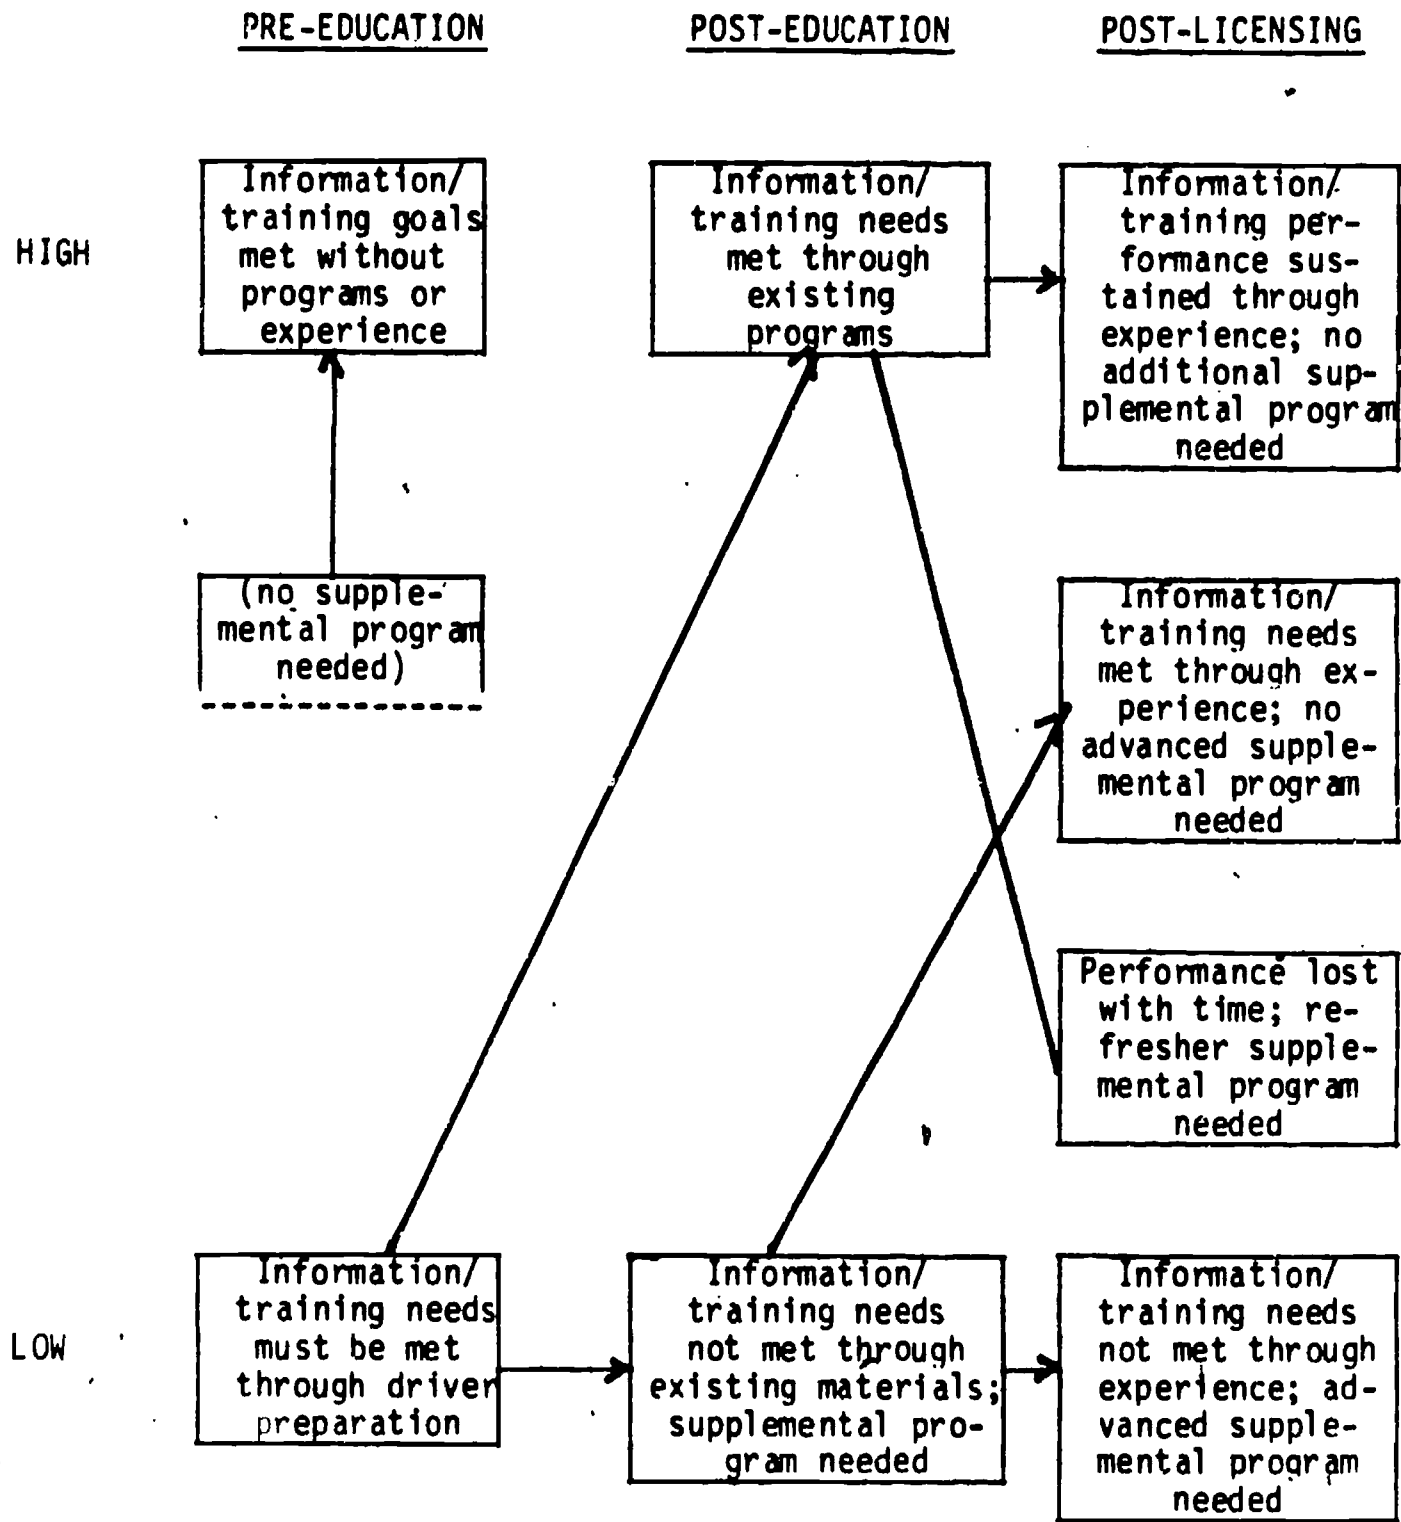 PRE-EDUCATION
POST-EDUCATION
POST-LICENSING
HIGH
Information/
training goals
met without
programs or
experience
Information/
training needs
met through
existing
programs
Information/
training per-
formance sus-
tained through
experience; no
additional sup-
plemental program
needed
(no supple-
mental program
needed)
Information/
training needs
met through ex-
perience; no
advanced supple-
mental program
needed
Performance lost
with time; re-
fresher supple-
mental program
needed
LOW
Information/
training needs
must be met
through driver
preparation
Information/
training needs
not met through
existing materials;
supplemental pro-
gram needed
Information/
training needs
not met through
experience; ad-
vanced supple-
mental program
needed